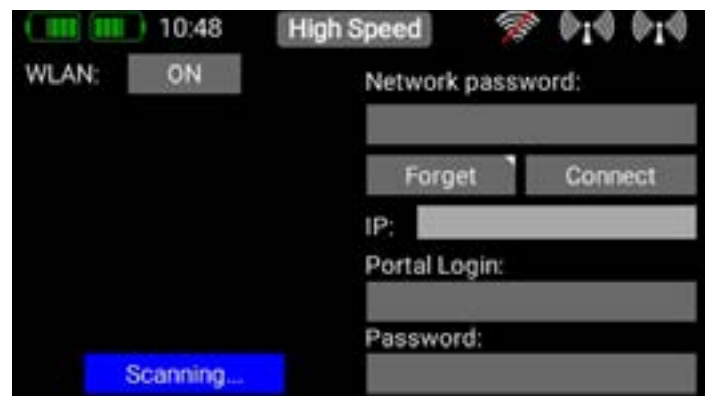 10:48 High Speed
WLAN: ON
Network password:
Forget Connect
IP:
Portal Login:
Password:
Scanning...